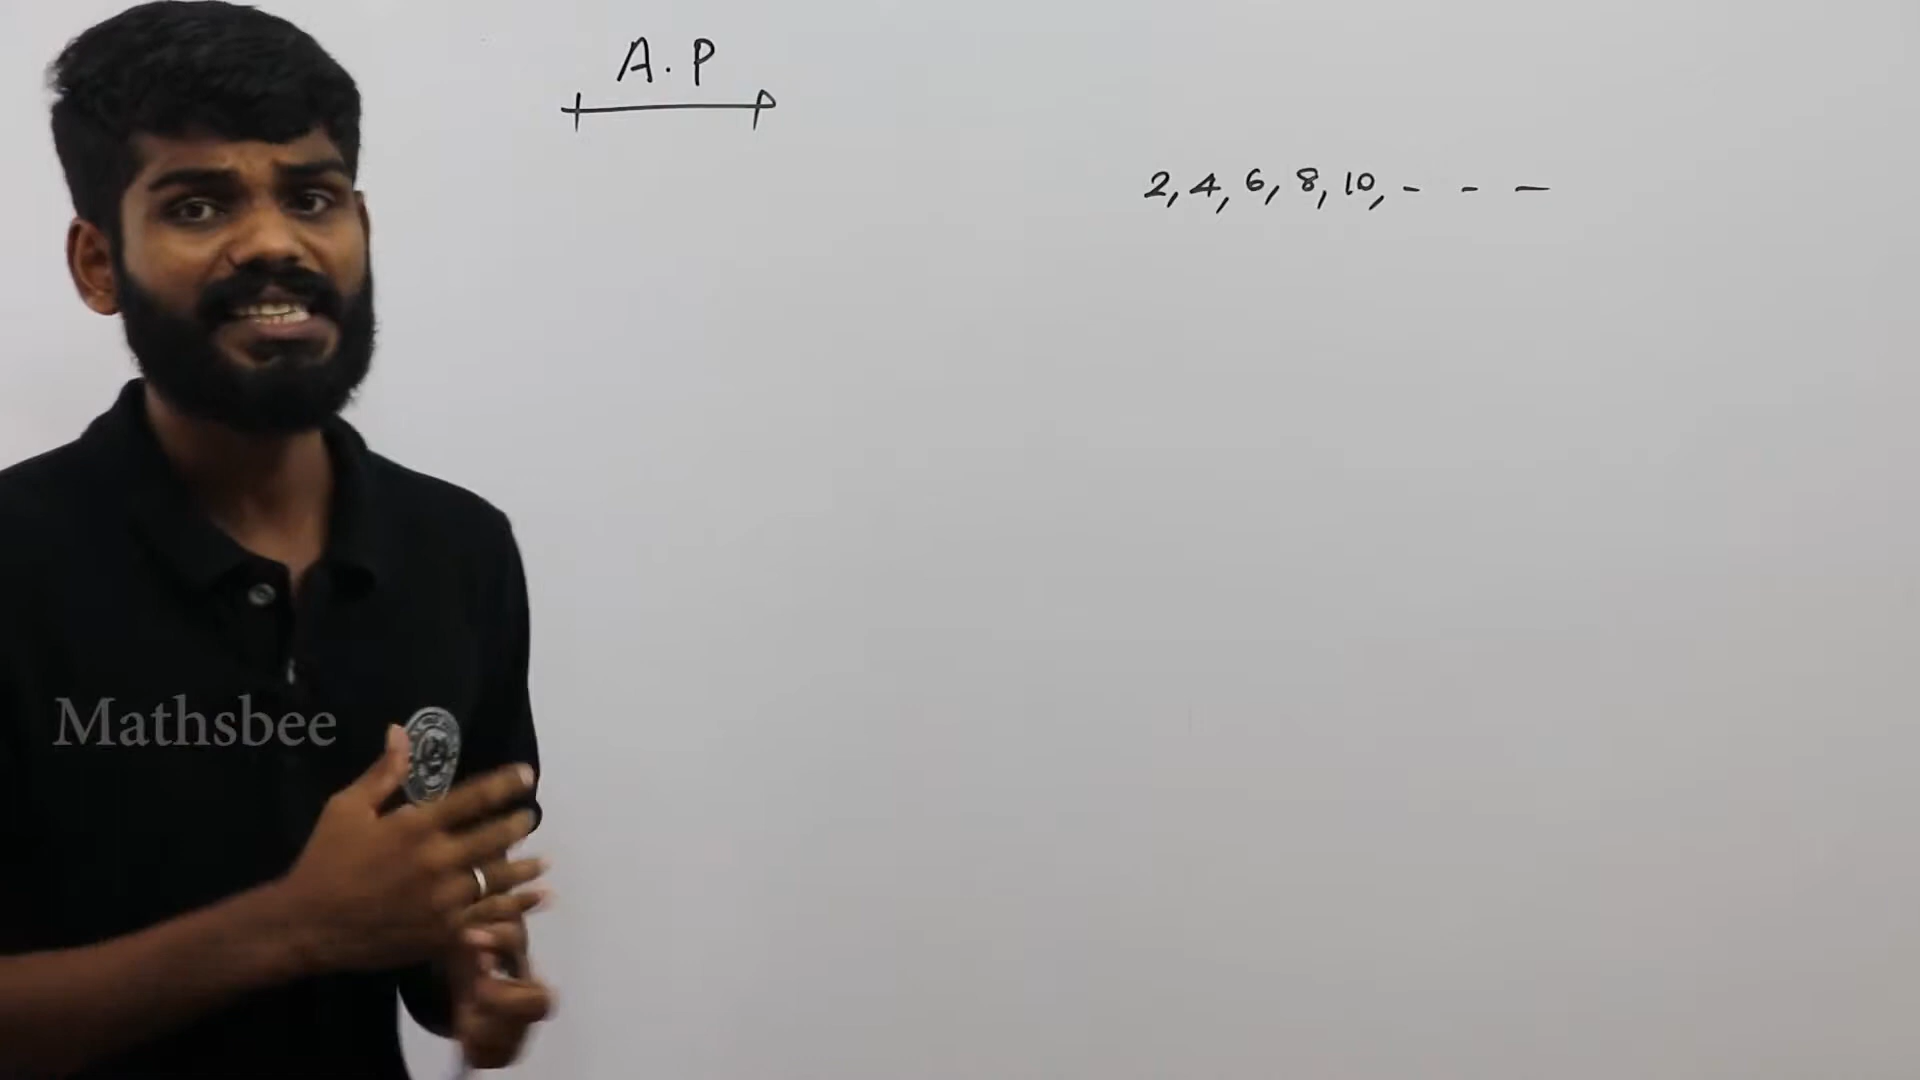 A.P
2, 4, 6, 8, 10, - - -
Mathsbee